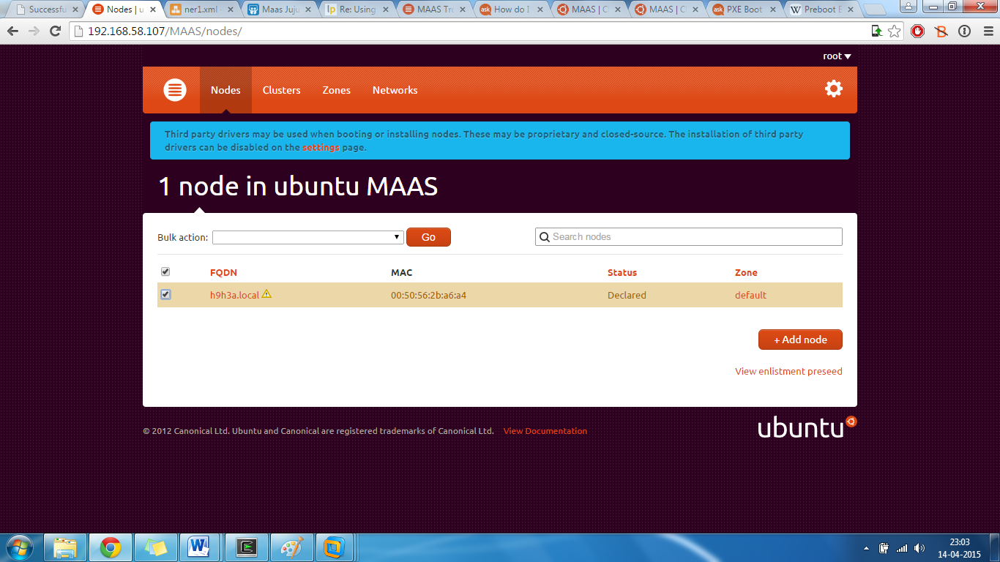 Successfu
Nodes | u
ner1.xml
Maas Juju
Re: Using
MAAS Tr
How do I
MAAS | C
MAAS | C
PXE Boot
Preboot E
192.168.58.107/MAAS/nodes/
root
Nodes
Clusters
Zones
Networks
Third party drivers may be used when booting or installing nodes. These may be proprietary and closed-source. The installation of third party
drivers can be disabled on the settings page.
1 node in ubuntu MAAS
Bulk action:
Go
Search nodes
FQDN MAC Status Zone
h9h3a.local 00:50:56:2b:a6:a4 Declared default
+ Add node
View enlistment preseed
© 2012 Canonical Ltd. Ubuntu and Canonical are registered trademarks of Canonical Ltd. View Documentation
ubuntu
23:03
14-04-2015